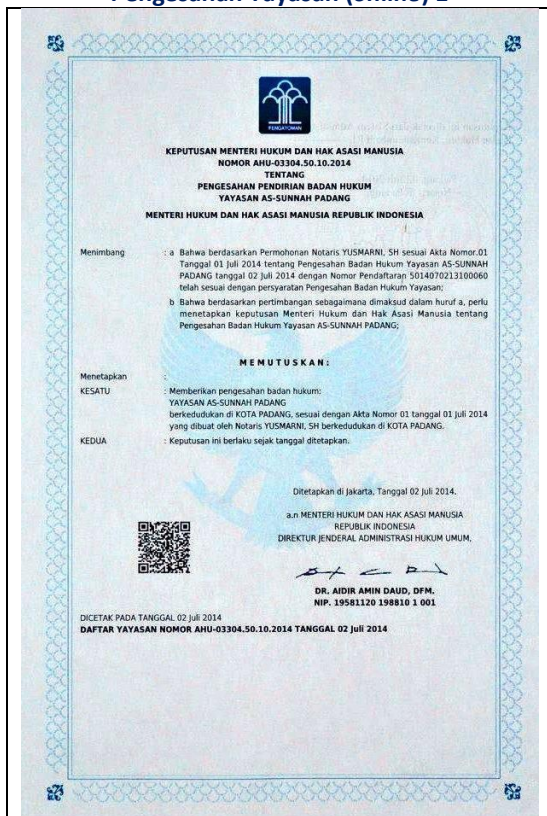 Pengesahan Yayasan (online) 2
PENGAYOMAN
KEPUTUSAN MENTERI HUKUM DAN HAK ASASI MANUSIA
NOMOR AHU-03304.50.10.2014
TENTANG
PENGESAHAN PENDIRIAN BADAN HUKUM
YAYASAN AS-SUNNAH PADANG
MENTERI HUKUM DAN HAK ASASI MANUSIA REPUBLIK INDONESIA
Menimbang : a Bahwa berdasarkan Permohonan Notaris YUSMARNI, SH sesuai Akta Nomor.01
Tanggal 01 Juli 2014 tentang Pengesahan Badan Hukum Yayasan AS-SUNNAH
PADANG tanggal 02 Juli 2014 dengan Nomor Pendaftaran 5014070213100060
telah sesuai dengan persyaratan Pengesahan Badan Hukum Yayasan;
b Bahwa berdasarkan pertimbangan sebagaimana dimaksud dalam huruf a, perlu
menetapkan keputusan Menteri Hukum dan Hak Asasi Manusia tentang
Pengesahan Badan Hukum Yayasan AS-SUNNAH PADANG;
MEMUTUSKAN:
Menetapkan :
KESATU : Memberikan pengesahan badan hukum:
YAYASAN AS-SUNNAH PADANG
berkedudukan di KOTA PADANG, sesuai dengan Akta Nomor 01 tanggal 01 Juli 2014
yang dibuat oleh Notaris YUSMARNI, SH berkedudukan di KOTA PADANG.
KEDUA : Keputusan ini berlaku sejak tanggal ditetapkan.
Ditetapkan di Jakarta, Tanggal 02 Juli 2014.
a.n MENTERI HUKUM DAN HAK ASASI MANUSIA
REPUBLIK INDONESIA
DIREKTUR JENDERAL ADMINISTRASI HUKUM UMUM,
DR. AIDIR AMIN DAUD, DFM.
NIP. 19581120 198810 1 001
DICETAK PADA TANGGAL 02 Juli 2014
DAFTAR YAYASAN NOMOR AHU-03304.50.10.2014 TANGGAL 02 Juli 2014